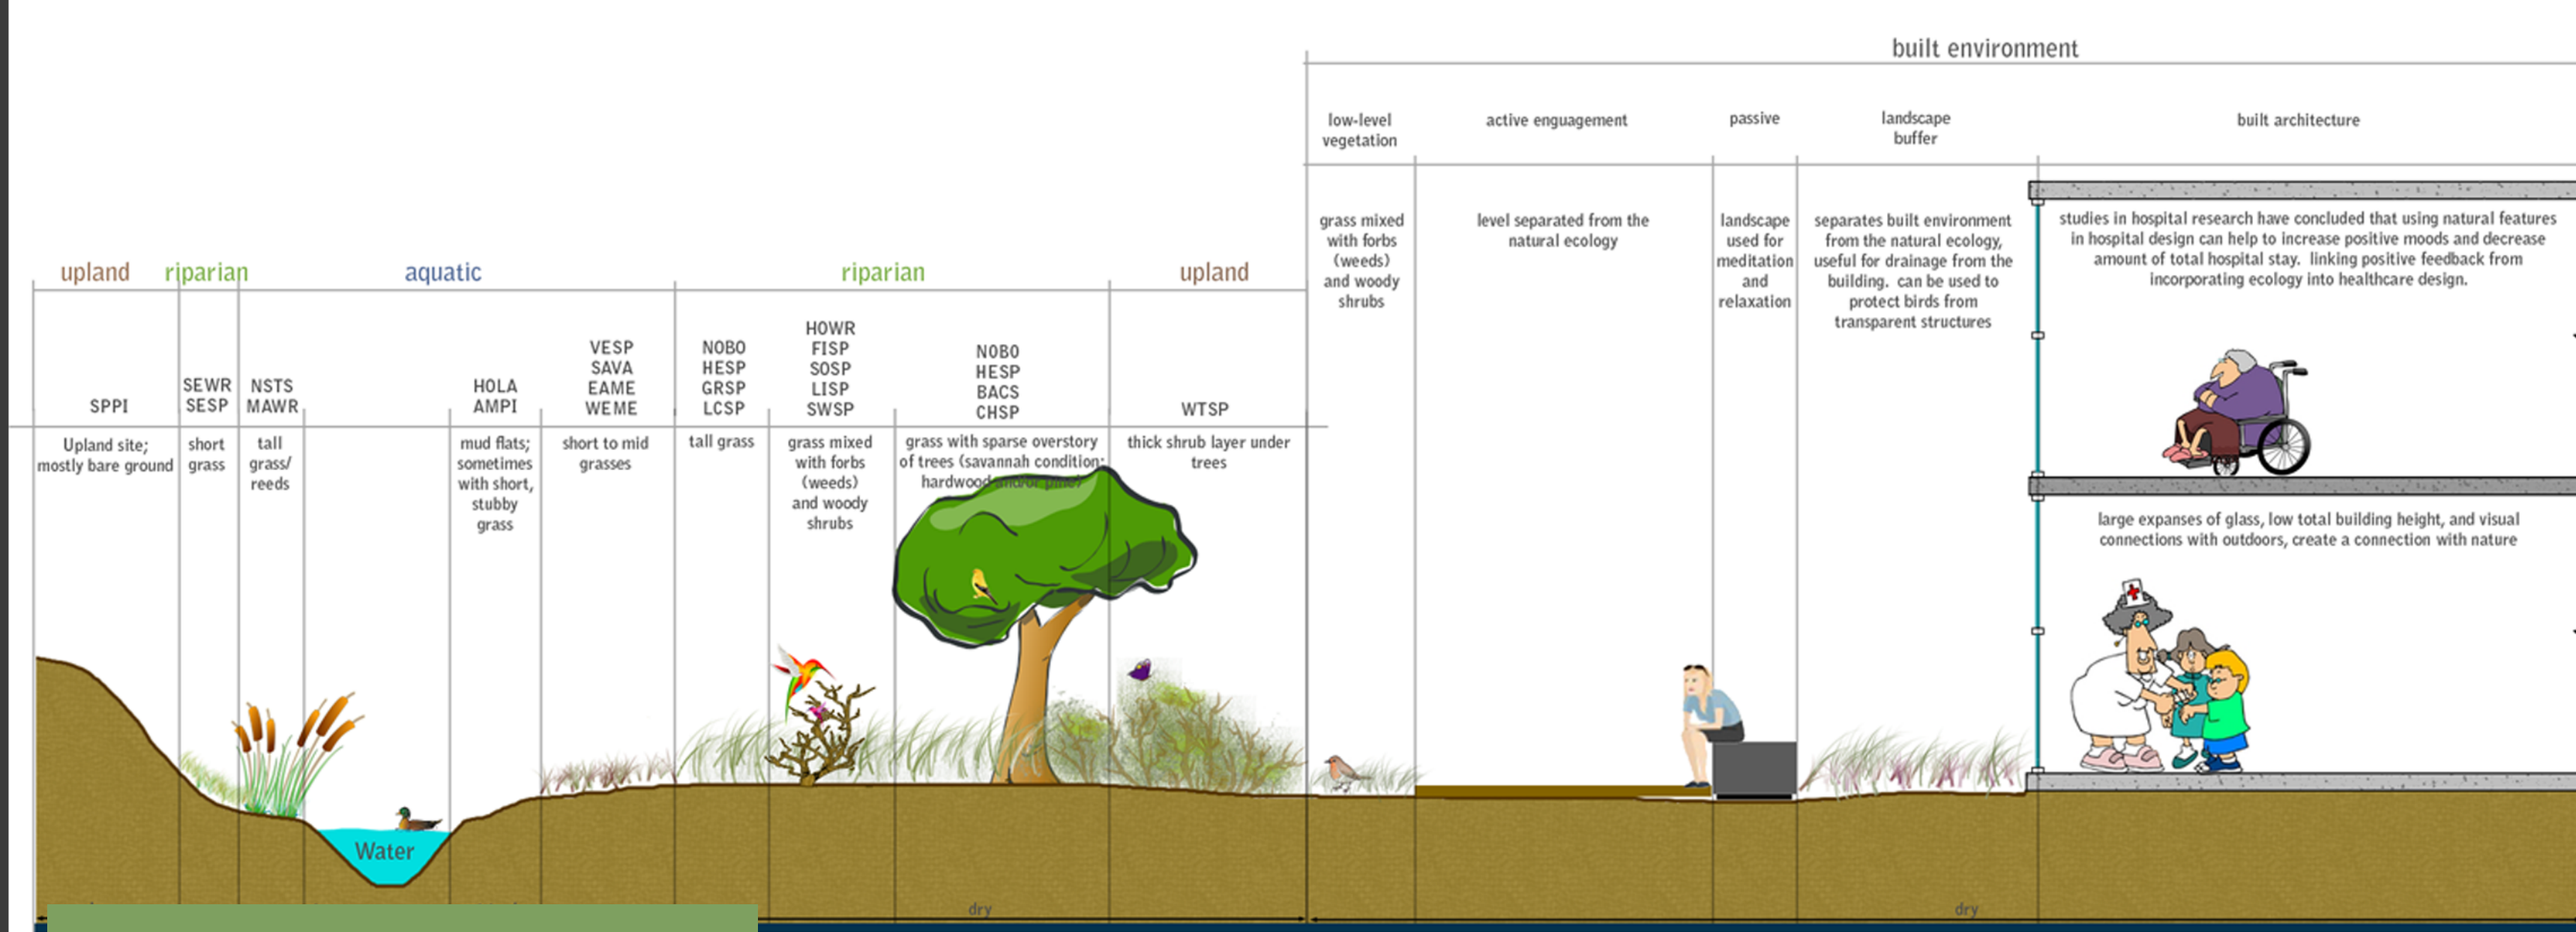 built environment
low-level
vegetation
active enguagement
passive
landscape
buffer
built architecture
grass mixed
with forbs
(weeds)
and woody
shrubs
level separated from the
natural ecology
landscape
used for
meditation
and
relaxation
separates built environment
from the natural ecology,
useful for drainage from the
building. can be used to
protect birds from
transparent structures
studies in hospital research have concluded that using natural features
in hospital design can help to increase positive moods and decrease
amount of total hospital stay. linking positive feedback from
incorporating ecology into healthcare design.
large expanses of glass, low total building height, and visual
connections with outdoors, create a connection with nature
upland
riparian
aquatic
riparian
upland
SPPI
SEWR
SESP
NSTS
MAWR
HOLA
AMPI
VESP
SAVA
EAME
WEME
NOBO
HESP
GRSP
LCSP
HOWR
FISP
SOSP
LISP
SWSP
NOBO
HESP
BACS
CHSP
WTSP
Upland site;
mostly bare ground
short
grass
tall
grass/
reeds
mud flats;
sometimes
with short,
stubby
grass
short to mid
grasses
tall grass
grass mixed
with forbs
(weeds)
and woody
shrubs
grass with sparse overstory
of trees (savannah condition;
hardwood and/or pine)
thick shrub layer under
trees
Water
dry
dry